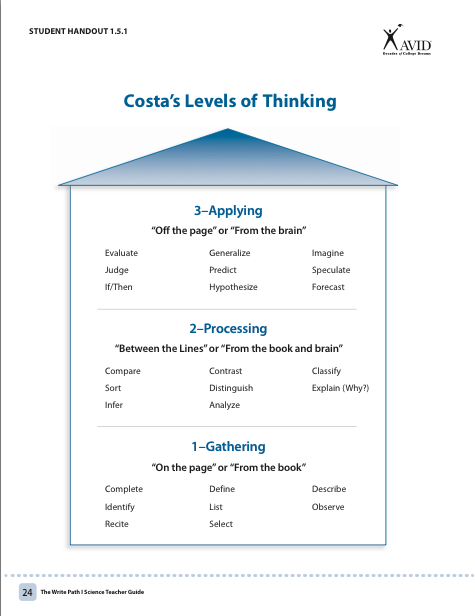 STUDENT HANDOUT 1.5.1
AVID
Decades of College Dreams
Costa's Levels of Thinking
3–Applying
"Off the page" or "From the brain"
Evaluate Generalize Imagine
Judge Predict Speculate
If/Then Hypothesize Forecast
2–Processing
"Between the Lines" or "From the book and brain"
Compare Contrast Classify
Sort Distinguish Explain (Why?)
Infer Analyze
1–Gathering
"On the page" or "From the book"
Complete Define Describe
Identify List Observe
Recite Select
24 The Write Path I Science Teacher Guide